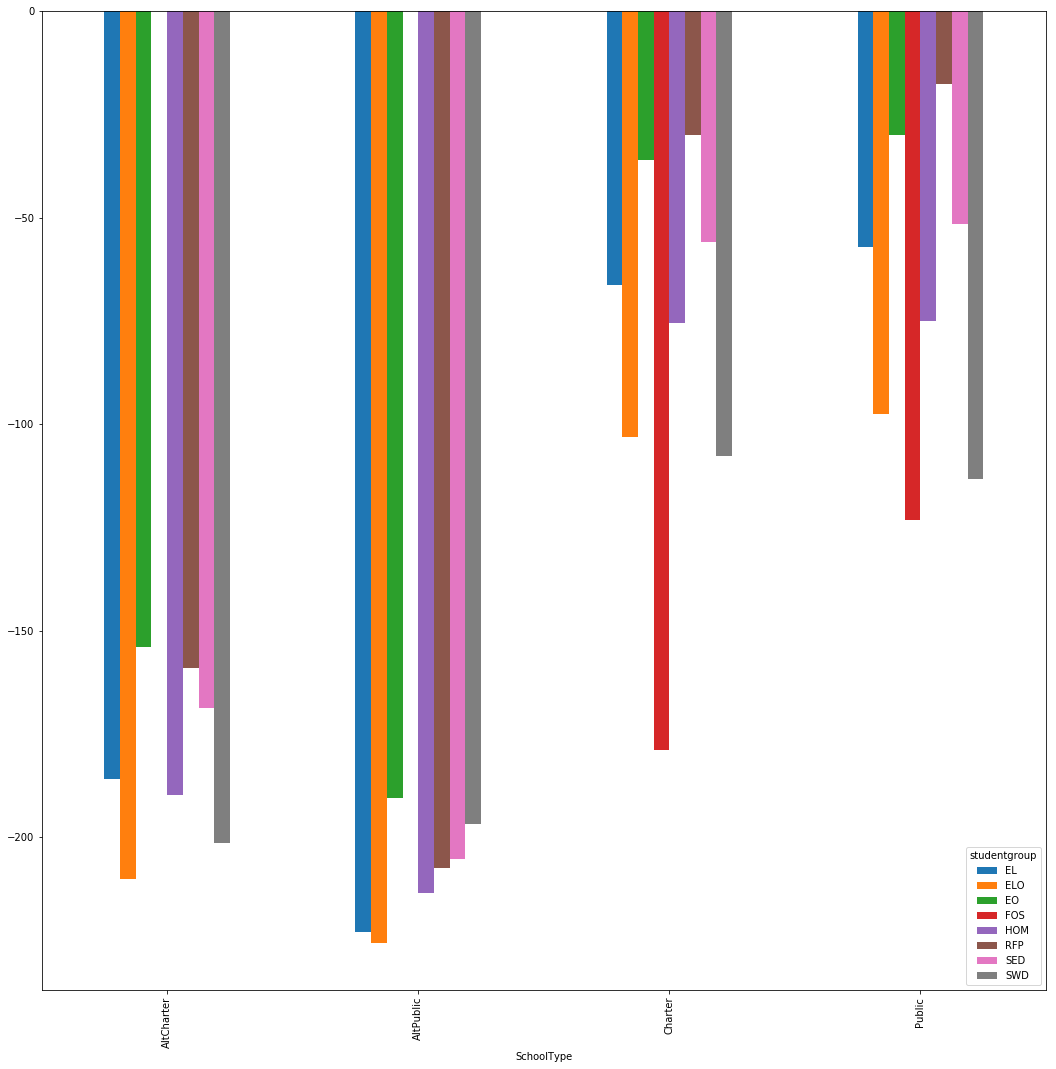 0
−50
−100
−150
−200
AltCharter
AltPublic
Charter
Public
SchoolType
studentgroup
EL
ELO
EO
FOS
HOM
RFP
SED
SWD